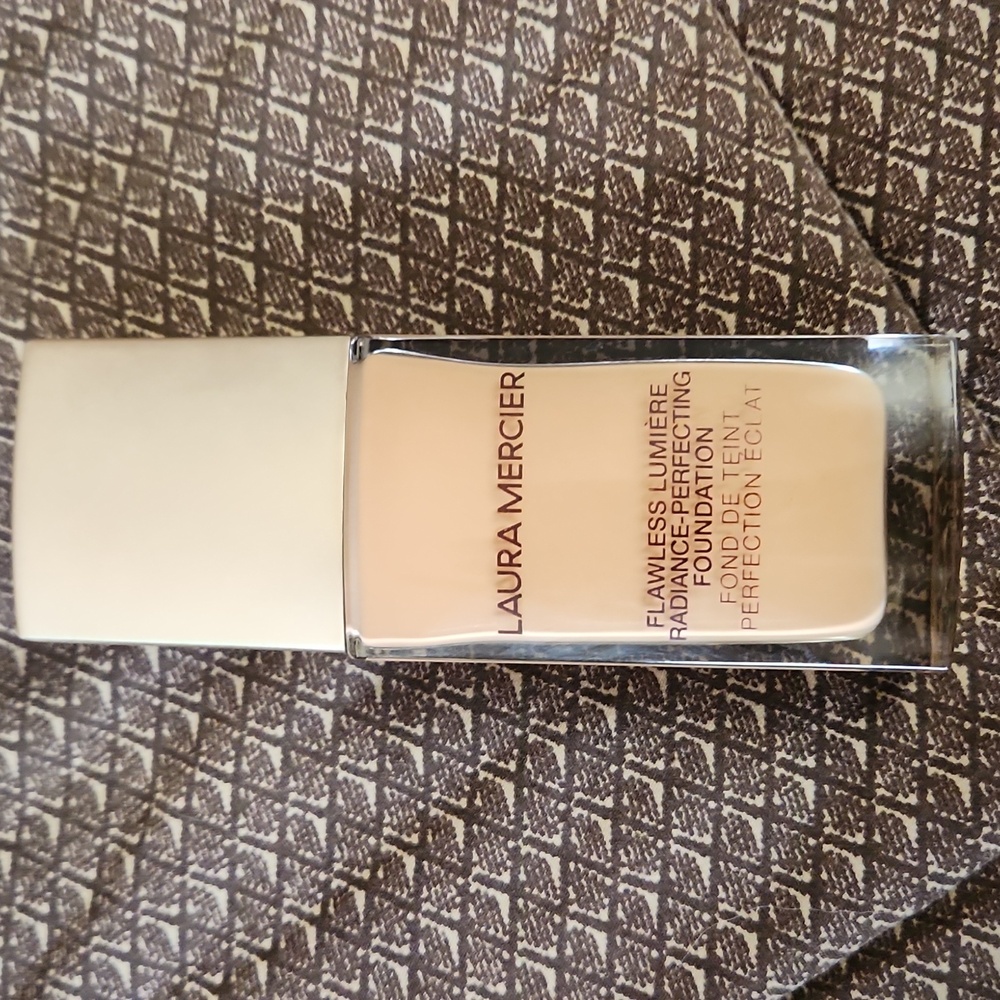 LAURA MERCIER
FLAWLESS LUMIÈRE
RADIANCE-PERFECTING
FOUNDATION
FOND DE TEINT
PERFECTION ÉCLAT